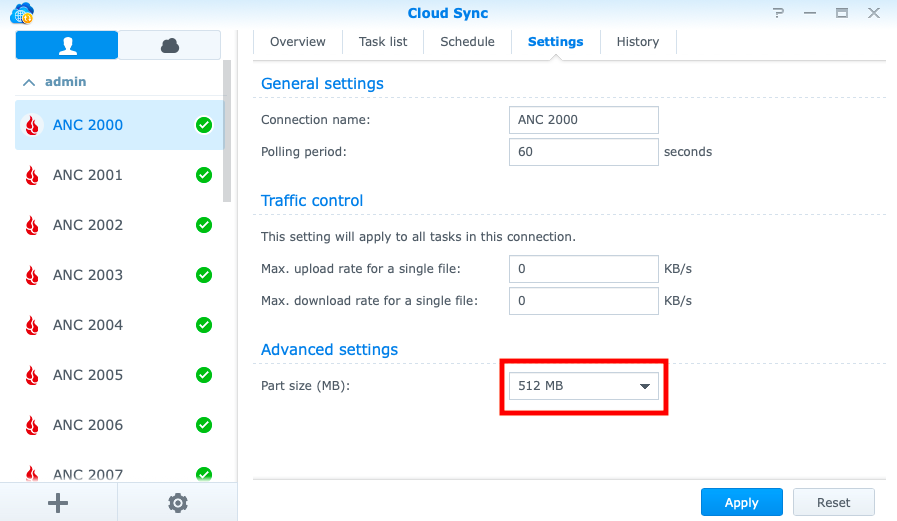 Cloud Sync
?
admin
ANC 2000
ANC 2001
ANC 2002
ANC 2003
ANC 2004
ANC 2005
ANC 2006
ANC 2007
Overview Task list Schedule Settings History
General settings
Connection name: ANC 2000
Polling period: 60 seconds
Traffic control
This setting will apply to all tasks in this connection.
Max. upload rate for a single file: 0 KB/s
Max. download rate for a single file: 0 KB/s
Advanced settings
Part size (MB): 512 MB
Apply Reset